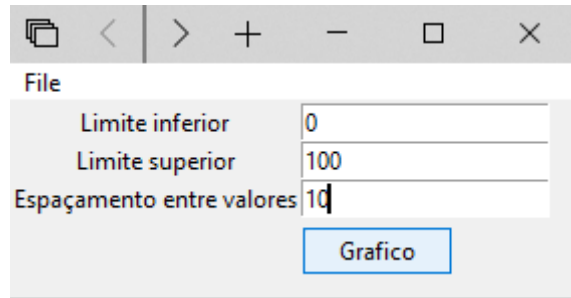 File
Limite inferior 0
Limite superior 100
Espaçamento entre valores 10
Grafico